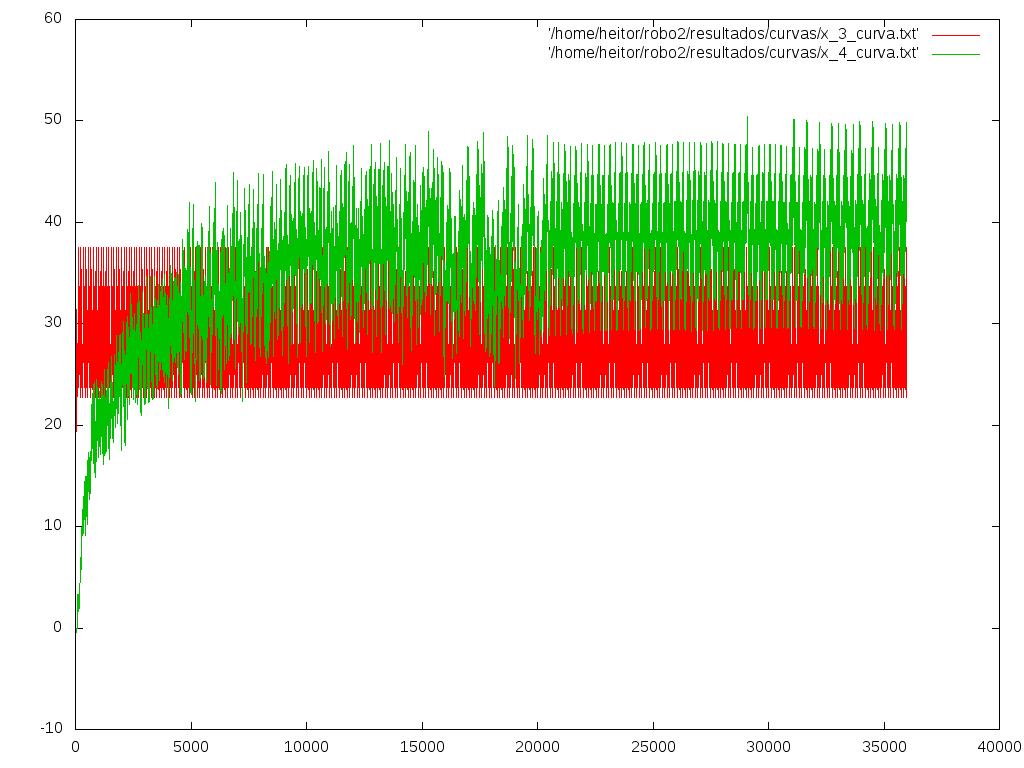 60
50
40
30
20
10
0
-10
0 5000 10000 15000 20000 25000 30000 35000 40000
'/home/heitor/robo2/resultados/curvas/x_3_curva.txt'
'/home/heitor/robo2/resultados/curvas/x_4_curva.txt'